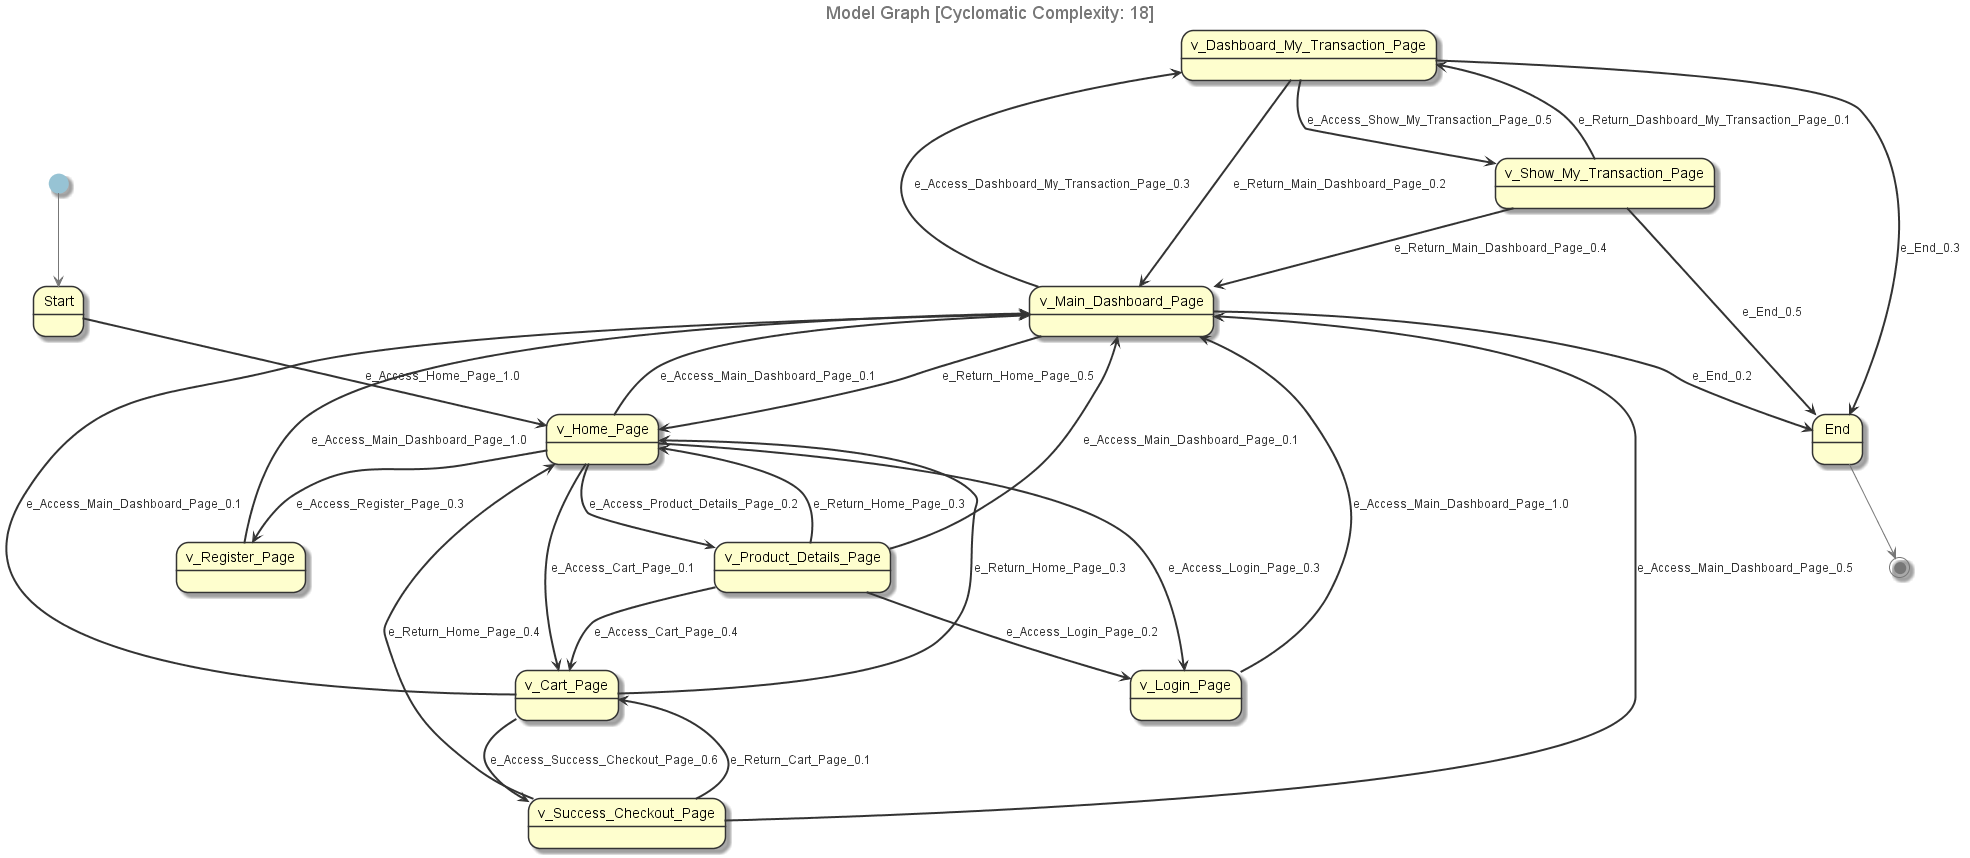 Model Graph [Cyclomatic Complexity: 18]
v_Dashboard_My_Transaction_Page
e_Access_Show_My_Transaction_Page_0.5
e_Return_Dashboard_My_Transaction_Page_0.1
v_Show_My_Transaction_Page
e_Access_Dashboard_My_Transaction_Page_0.3
e_Return_Main_Dashboard_Page_0.2
e_Return_Main_Dashboard_Page_0.4
e_End_0.3
Start
v_Main_Dashboard_Page
e_End_0.5
e_Access_Home_Page_1.0
e_Access_Main_Dashboard_Page_0.1
e_Return_Home_Page_0.5
e_End_0.2
v_Home_Page
End
e_Access_Main_Dashboard_Page_1.0
e_Access_Main_Dashboard_Page_0.1
e_Access_Main_Dashboard_Page_0.1
e_Access_Register_Page_0.3
e_Access_Product_Details_Page_0.2
e_Return_Home_Page_0.3
e_Access_Main_Dashboard_Page_1.0
v_Register_Page
v_Product_Details_Page
e_Access_Cart_Page_0.1
e_Return_Home_Page_0.3
e_Access_Login_Page_0.3
e_Access_Main_Dashboard_Page_0.5
e_Return_Home_Page_0.4
e_Access_Cart_Page_0.4
e_Access_Login_Page_0.2
v_Cart_Page
v_Login_Page
e_Access_Success_Checkout_Page_0.6
e_Return_Cart_Page_0.1
v_Success_Checkout_Page